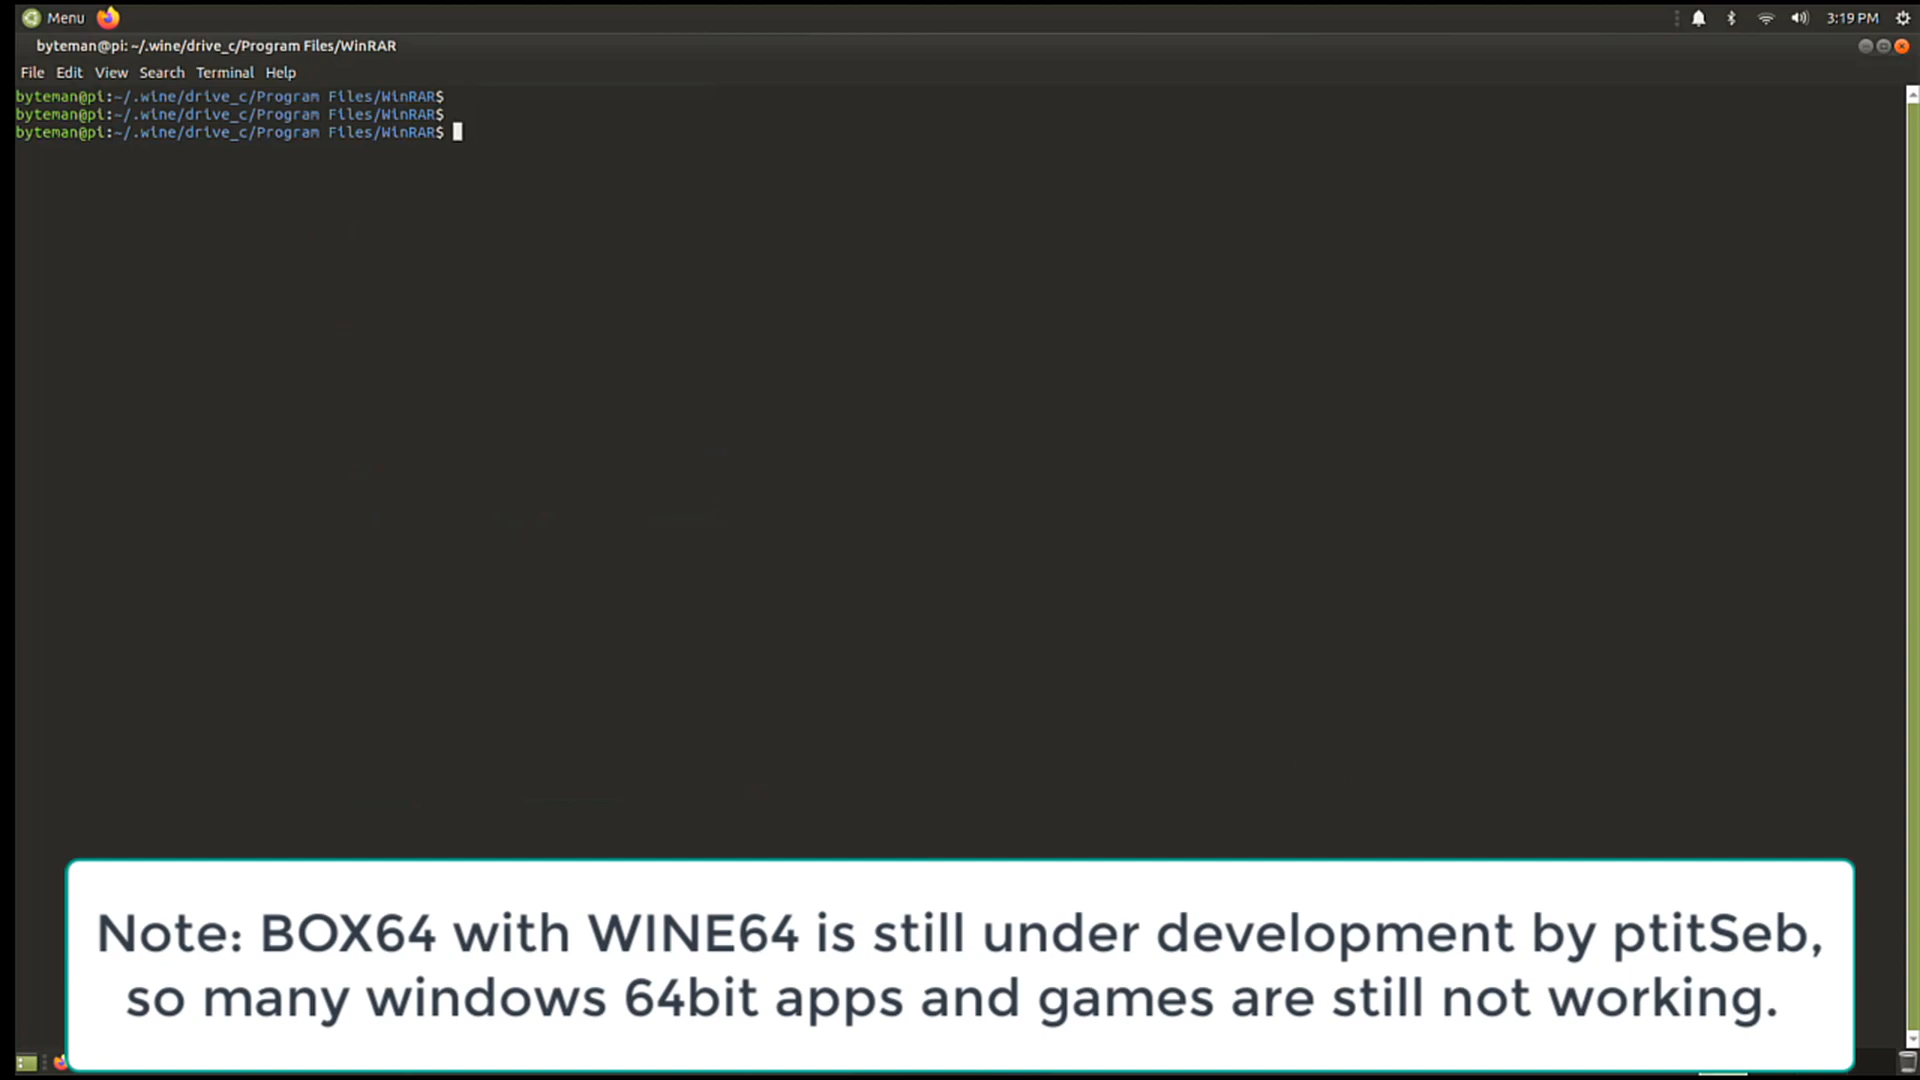 Menu 3:19 PM
byteman@pi: ~/.wine/drive_c/Program Files/WinRAR
File Edit View Search Terminal Help
byteman@pi:~/.wine/drive_c/Program Files/WinRAR$
byteman@pi:~/.wine/drive_c/Program Files/WinRAR$
byteman@pi:~/.wine/drive_c/Program Files/WinRAR$
Note: BOX64 with WINE64 is still under development by ptitSeb,
so many windows 64bit apps and games are still not working.